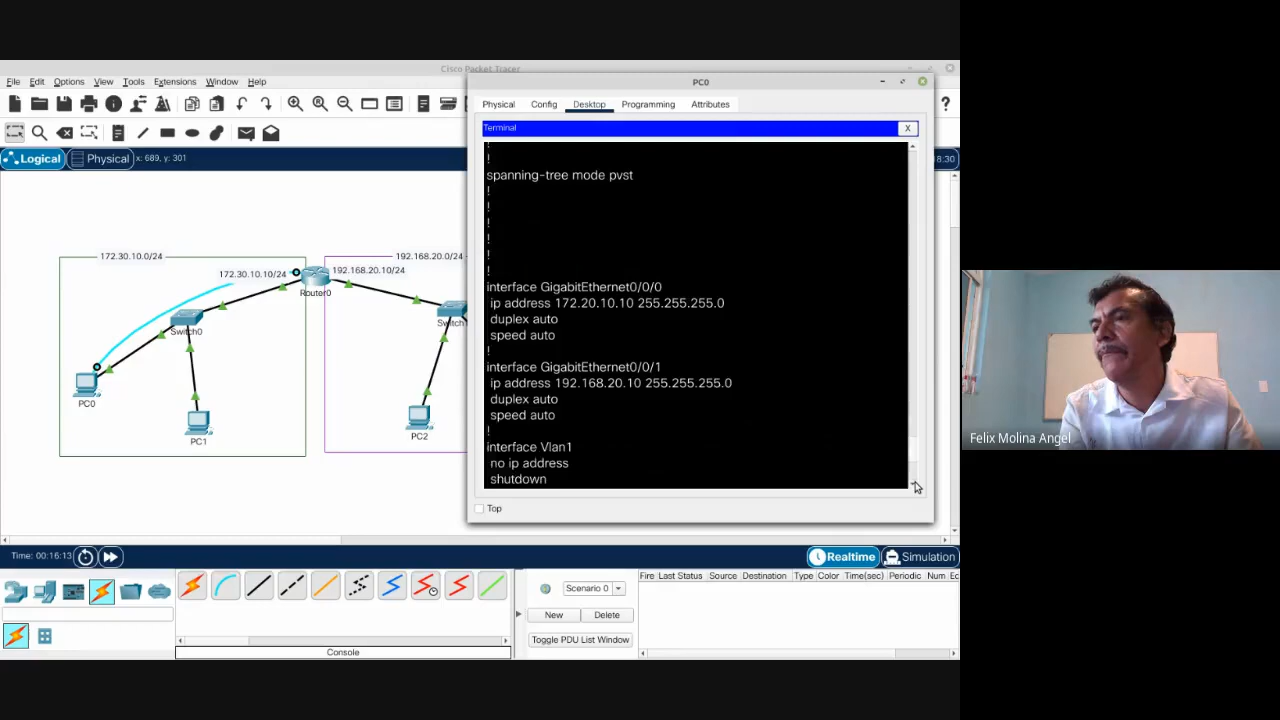 Cisco Packet Tracer
File Edit Options View Tools Extensions Window Help
?
Logical
Physical
x: 689, y: 301
8:30
172.30.10.0/24
192.168.20.0/24
172.30.10.10/24
192.168.20.10/24
Router0
Switch0
Switch
PC0
PC1
PC2
PC0
Physical Config Desktop Programming Attributes
Terminal
X
!
!
spanning-tree mode pvst
!
!
!
!
!
!
interface GigabitEthernet0/0/0
ip address 172.20.10.10 255.255.255.0
duplex auto
speed auto
!
interface GigabitEthernet0/0/1
ip address 192.168.20.10 255.255.255.0
duplex auto
speed auto
!
interface Vlan1
no ip address
shutdown
Top
Time: 00:16:13
Realtime
Simulation
Scenario 0
New
Delete
Toggle PDU List Window
Fire Last Status Source Destination Type Color Time(sec) Periodic Num Ec
Console
Felix Molina Angel